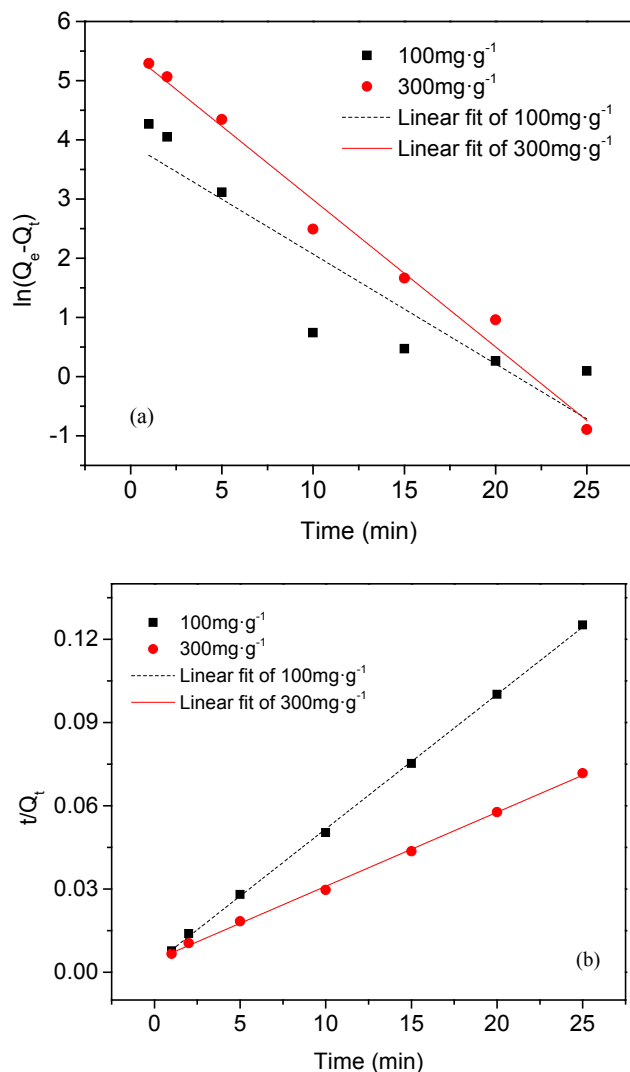 6
5
4
3
2
1
0
-1
ln(Qₑ-Qₜ)
100mg·g⁻¹
300mg·g⁻¹
Linear fit of 100mg·g⁻¹
Linear fit of 300mg·g⁻¹
(a)
0 5 10 15 20 25
Time (min)
0.12
0.09
0.06
0.03
0.00
t/Qₜ
100mg·g⁻¹
300mg·g⁻¹
Linear fit of 100mg·g⁻¹
Linear fit of 300mg·g⁻¹
(b)
0 5 10 15 20 25
Time (min)